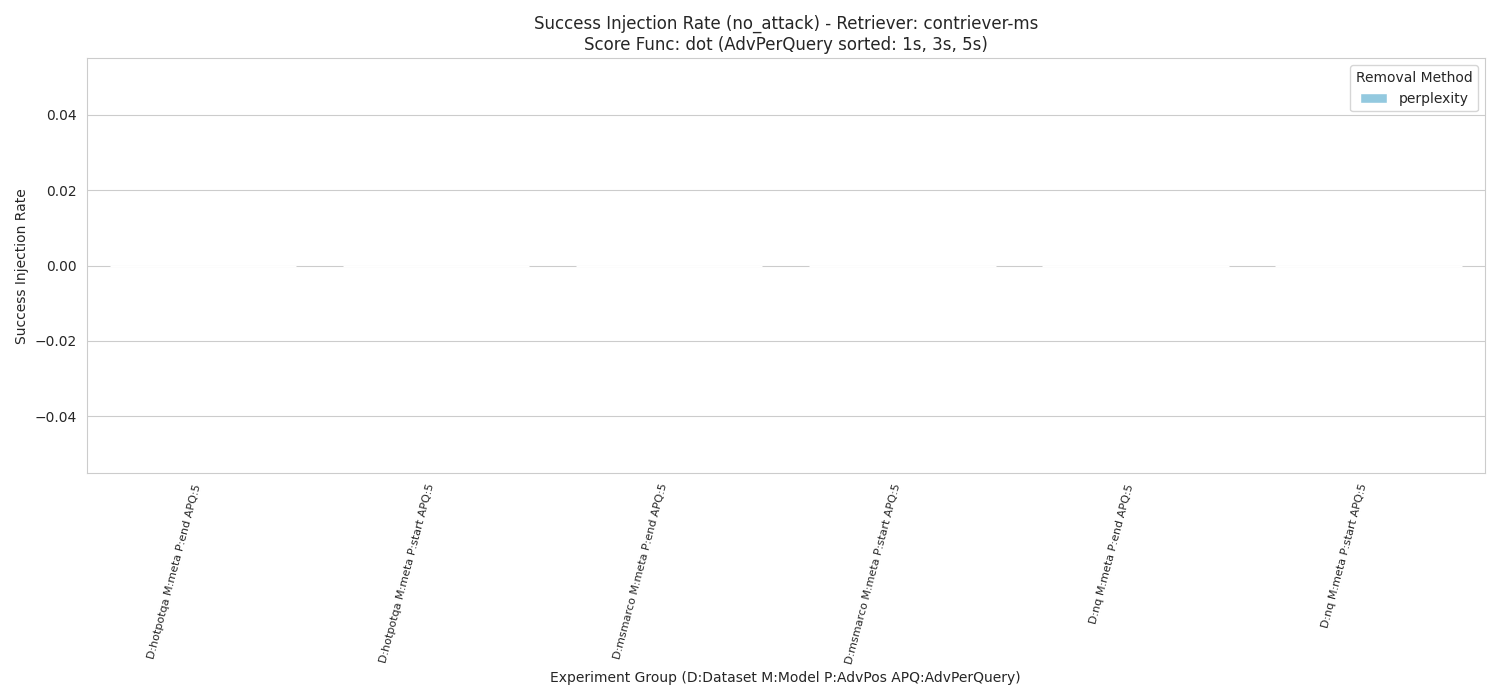 Success Injection Rate (no_attack) - Retriever: contriever-ms
Score Func: dot (AdvPerQuery sorted: 1s, 3s, 5s)
Removal Method
perplexity
Success Injection Rate
0.04
0.02
0.00
−0.02
−0.04
D:hotpotqa M:meta P:end APQ:5
D:hotpotqa M:meta P:start APQ:5
D:msmarco M:meta P:end APQ:5
D:msmarco M:meta P:start APQ:5
D:nq M:meta P:end APQ:5
D:nq M:meta P:start APQ:5
Experiment Group (D:Dataset M:Model P:AdvPos APQ:AdvPerQuery)